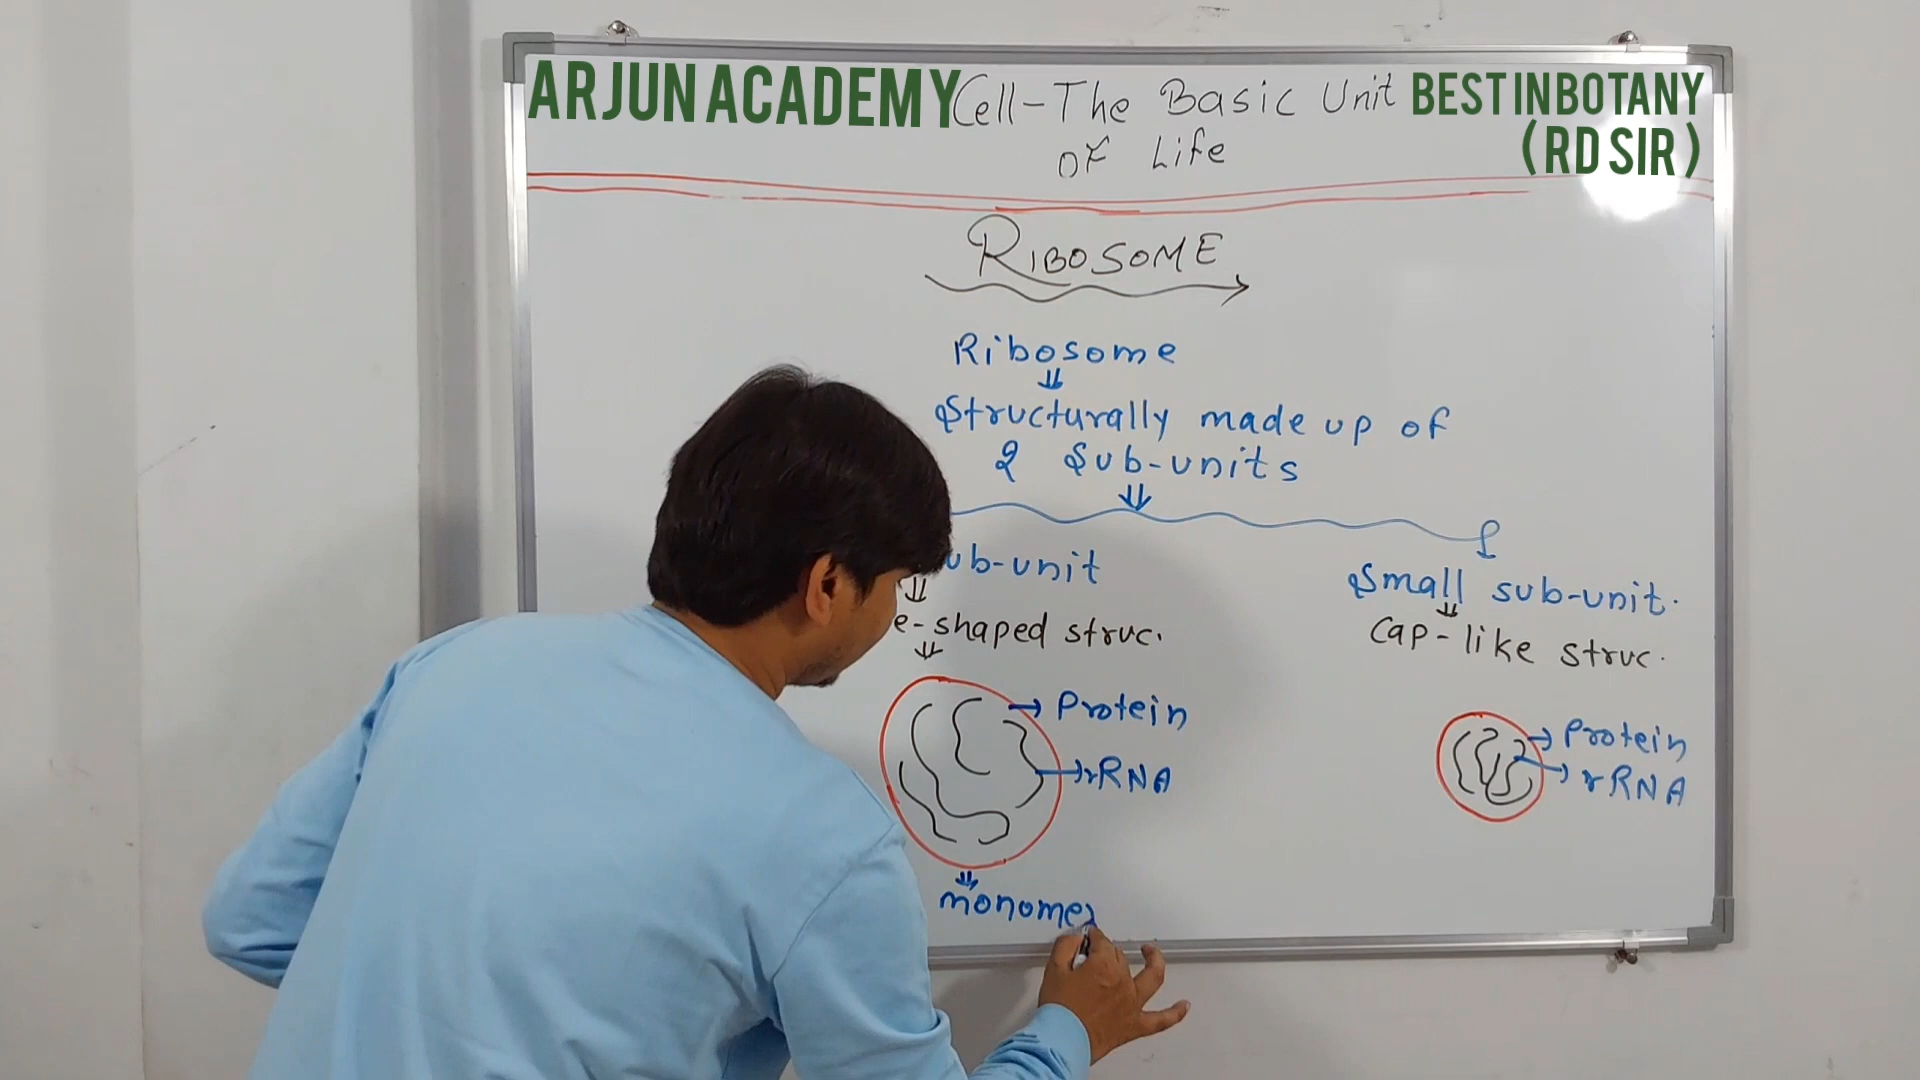 ARJUN ACADEMY
Cell-The Basic Unit
OF Life
BEST IN BOTANY
(RD SIR)
RIBOSOME
Ribosome
Structurally made up of
2 Sub-units
ub-unit
e-shaped struc.
Protein
rRNA
monomer
Small sub-unit.
Cap-like struc.
Protein
rRNA